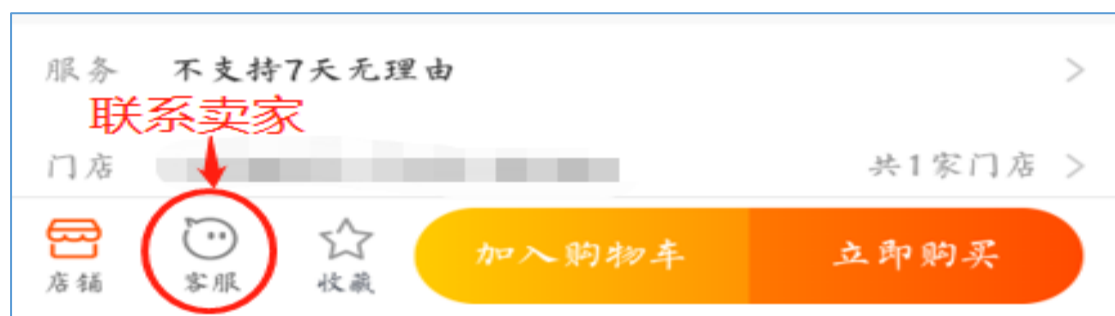 服务 不支持7天无理由
联系卖家
门店 共1家门店
店铺 客服 收藏 加入购物车 立即购买